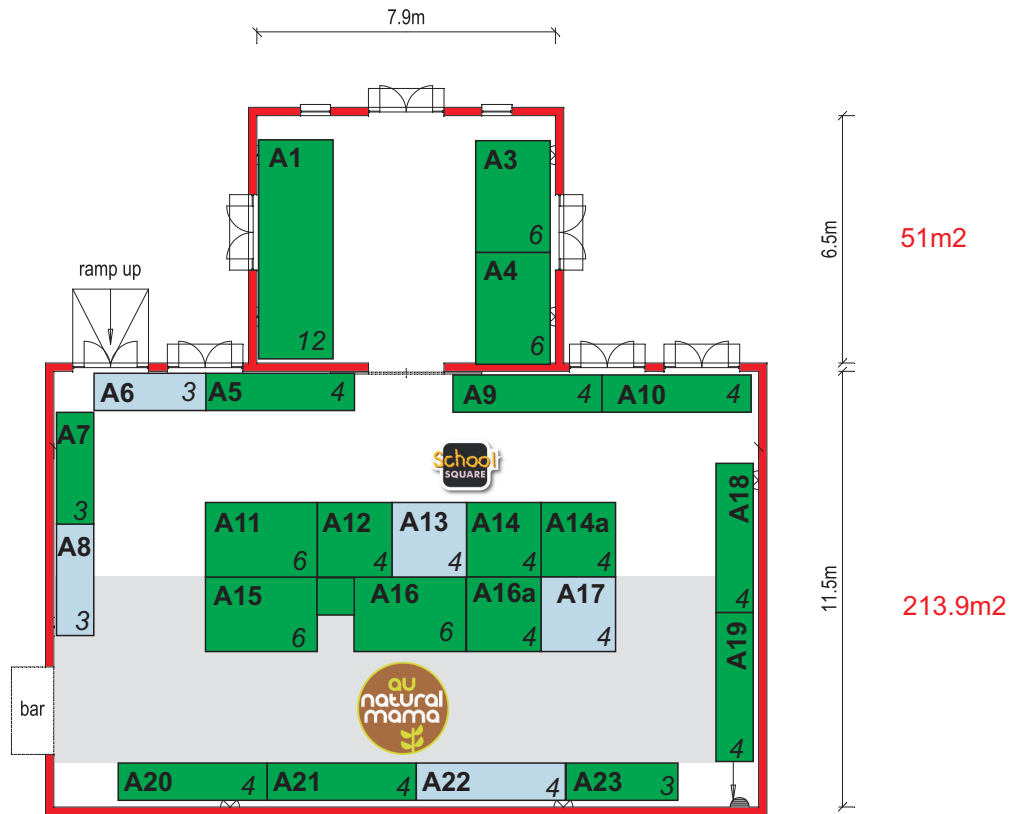 7.9m
A1
12
A3
6
A4
6
6.5m
51m2
ramp up
A6
3
A5
4
A9
4
A10
4
A7
3
A8
3
School
SQUARE
A11
6
A12
4
A13
4
A14
4
A14a
4
A15
6
A16
6
A16a
4
A17
4
A18
4
A19
4
11.5m
213.9m2
bar
au
natural
mama
A20
4
A21
4
A22
4
A23
3